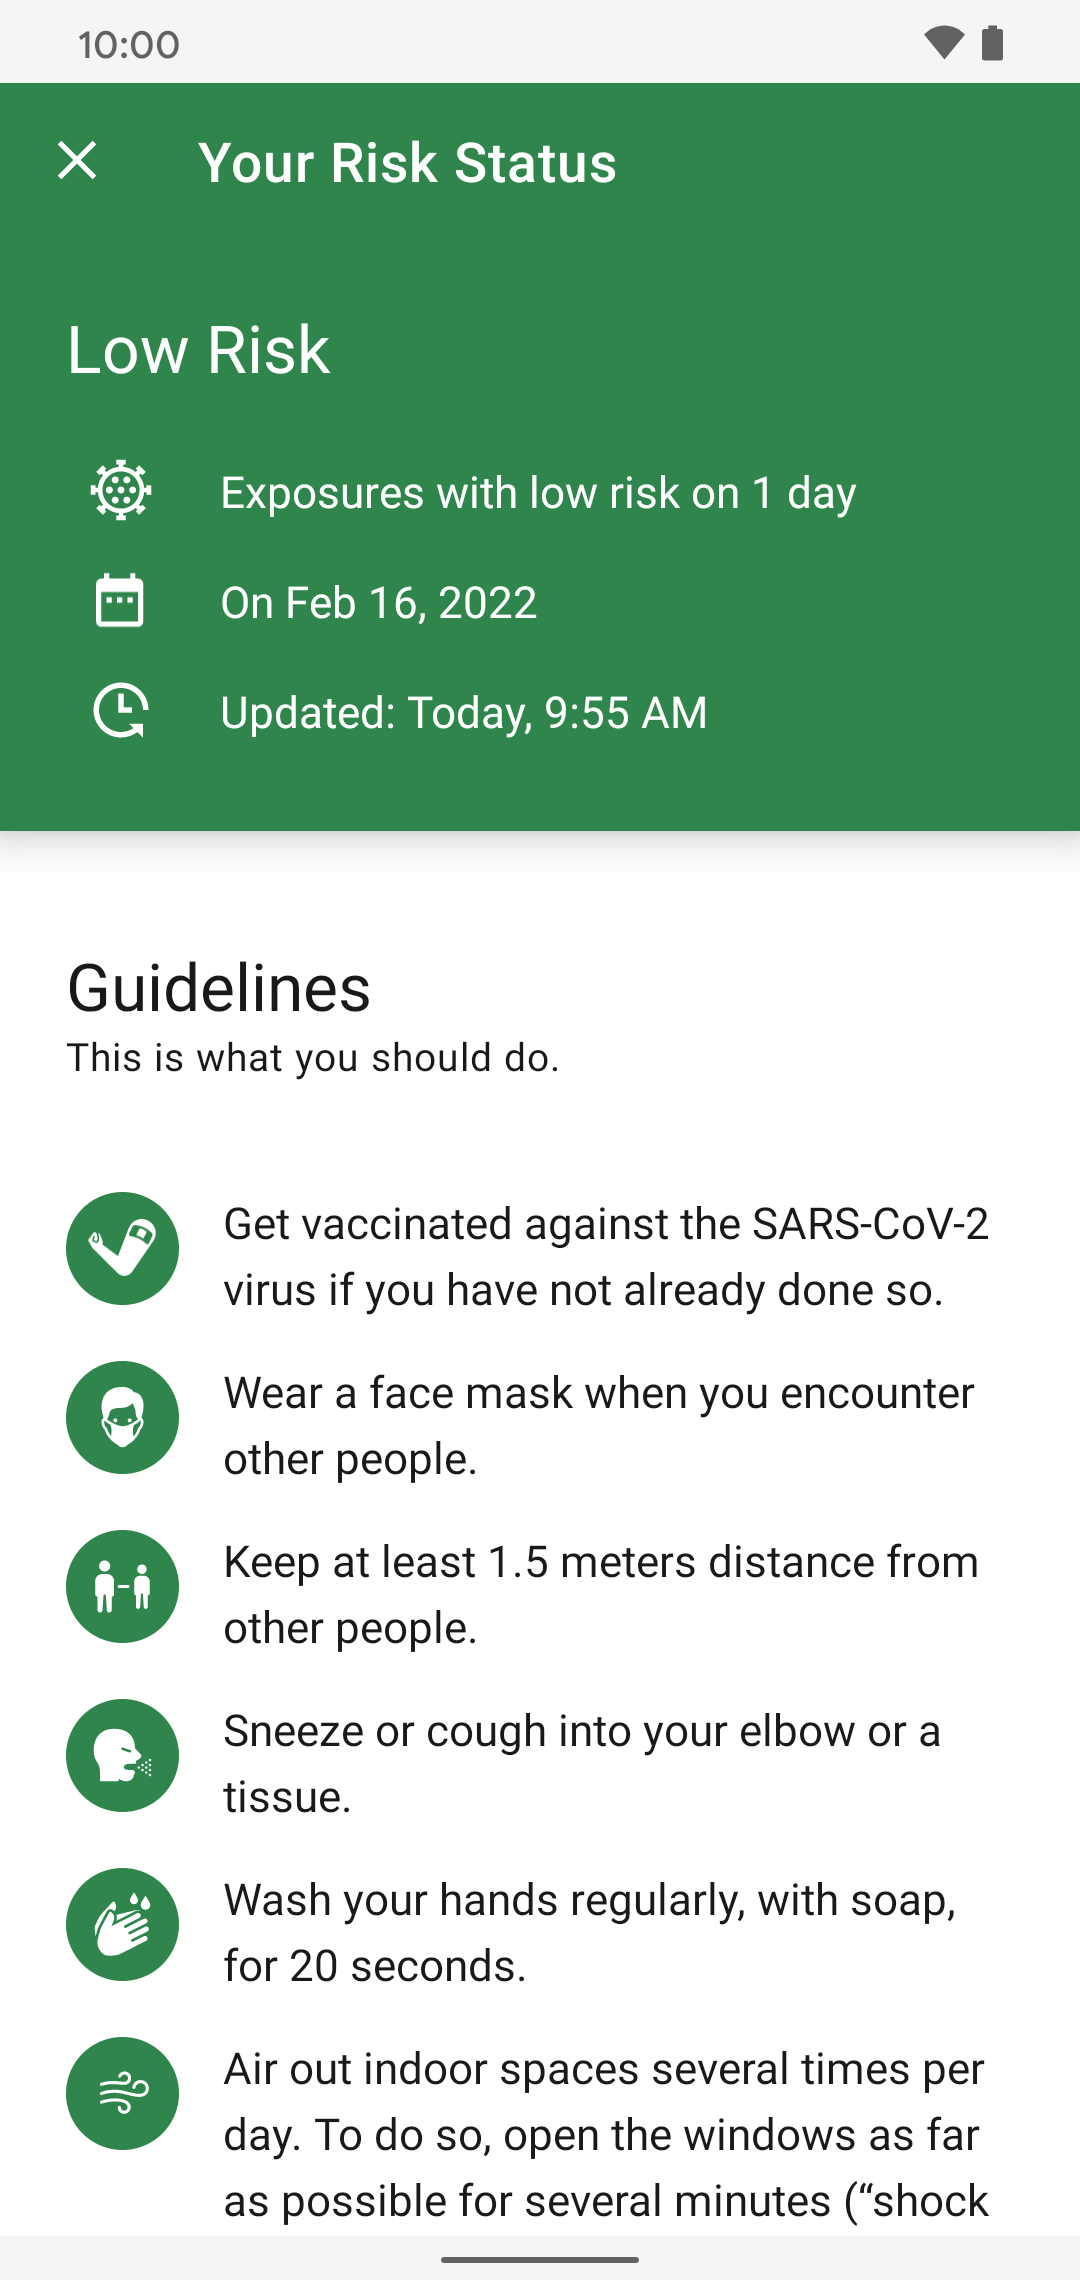 10:00
Your Risk Status
Low Risk
Exposures with low risk on 1 day
On Feb 16, 2022
Updated: Today, 9:55 AM
Guidelines
This is what you should do.
Get vaccinated against the SARS-CoV-2
virus if you have not already done so.
Wear a face mask when you encounter
other people.
Keep at least 1.5 meters distance from
other people.
Sneeze or cough into your elbow or a
tissue.
Wash your hands regularly, with soap,
for 20 seconds.
Air out indoor spaces several times per
day. To do so, open the windows as far
as possible for several minutes (“shock